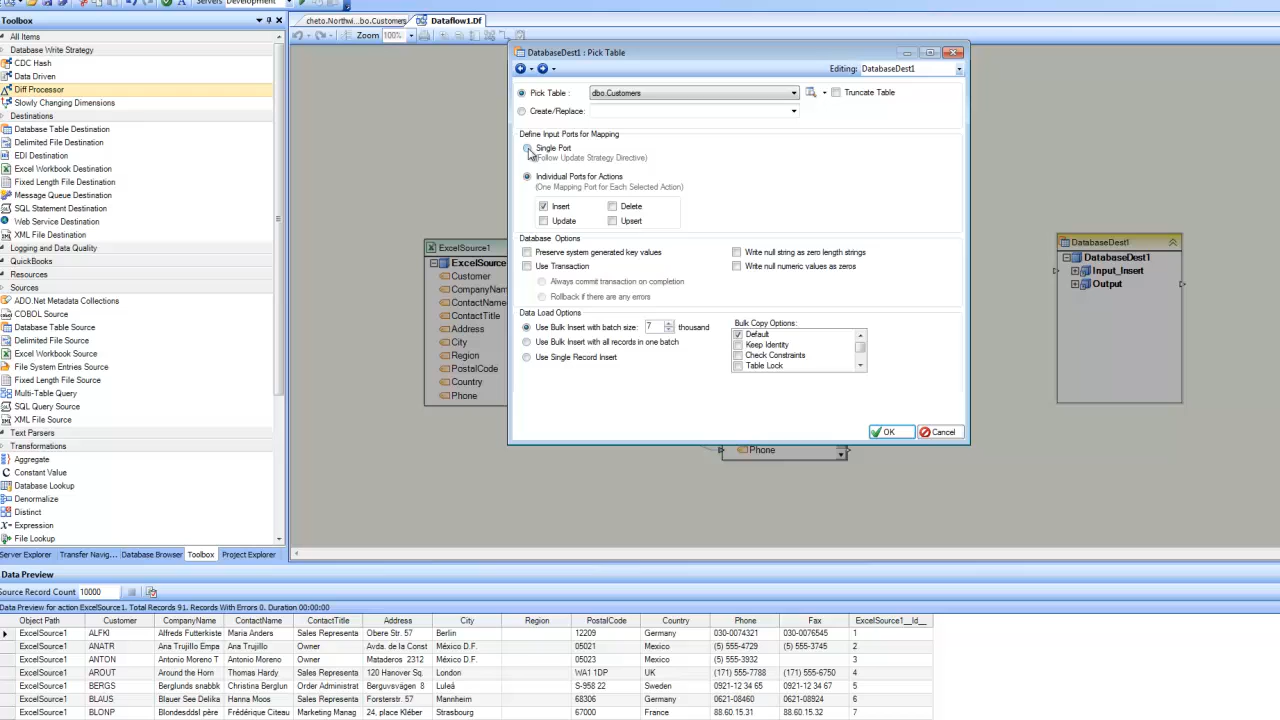 Servers Development
Toolbox
cheto.Northwi...bo.Customers
Dataflow1.Df
Zoom 100%
All Items
Database Write Strategy
CDC Hash
Data Driven
Diff Processor
Slowly Changing Dimensions
Destinations
Database Table Destination
Delimited File Destination
EDI Destination
Excel Workbook Destination
Fixed Length File Destination
Message Queue Destination
SQL Statement Destination
Web Service Destination
XML File Destination
Logging and Data Quality
QuickBooks
Resources
Sources
ADO.Net Metadata Collections
COBOL Source
Database Table Source
Delimited File Source
Excel Workbook Source
File System Entries Source
Fixed Length File Source
Multi-Table Query
SQL Query Source
XML File Source
Text Parsers
Transformations
Aggregate
Constant Value
Database Lookup
Denormalize
Distinct
Expression
File Lookup
Server Explorer
Transfer Navig...
Database Browser
Toolbox
Project Explorer
ExcelSource1
ExcelSource
Customer
CompanyNam
ContactName
ContactTitle
Address
City
Region
PostalCode
Country
Phone
DatabaseDest1 : Pick Table
Editing: DatabaseDest1
Pick Table : dbo.Customers
Truncate Table
Create/Replace:
Define Input Ports for Mapping
Single Port
(Follow Update Strategy Directive)
Individual Ports for Actions
(One Mapping Port for Each Selected Action)
Insert Delete
Update Upsert
Database Options
Preserve system generated key values
Write null string as zero length strings
Use Transaction
Write null numeric values as zeros
Always commit transaction on completion
Rollback if there are any errors
Data Load Options
Use Bulk Insert with batch size: 7 thousand
Use Bulk Insert with all records in one batch
Use Single Record Insert
Bulk Copy Options:
Default
Keep Identity
Check Constraints
Table Lock
OK Cancel
Phone
DatabaseDest1
DatabaseDest1
Input_Insert
Output
Data Preview
Source Record Count 10000
Data Preview for action ExcelSource1. Total Records 91. Records With Errors 0. Duration 00:00:00
Object Path Customer CompanyName ContactName ContactTitle Address City Region PostalCode Country Phone Fax ExcelSource1__Id__
ExcelSource1 ALFKI Alfreds Futterkiste Maria Anders Sales Representa Obere Str. 57 Berlin 12209 Germany 030-0074321 030-0076545 1
ExcelSource1 ANATR Ana Trujillo Empa Ana Trujillo Owner Avda. de la Const México D.F. 05021 Mexico (5) 555-4729 (5) 555-3745 2
ExcelSource1 ANTON Antonio Moreno T Antonio Moreno Owner Mataderos 2312 México D.F. 05023 Mexico (5) 555-3932 3
ExcelSource1 AROUT Around the Horn Thomas Hardy Sales Representa 120 Hanover Sq. London WA1 1DP UK (171) 555-7788 (171) 555-6750 4
ExcelSource1 BERGS Berglunds snabbk Christina Berglun Order Administrat Berguvsvägen 8 Luleå S-958 22 Sweden 0921-12 34 65 0921-12 34 67 5
ExcelSource1 BLAUS Blauer See Delika Hanna Moos Sales Representa Forsterstr. 57 Mannheim 68306 Germany 0621-08460 0621-08924 6
ExcelSource1 BLONP Blondesddsl père Frédérique Citeau Marketing Manag 24, place Kléber Strasbourg 67000 France 88.60.15.31 88.60.15.32 7